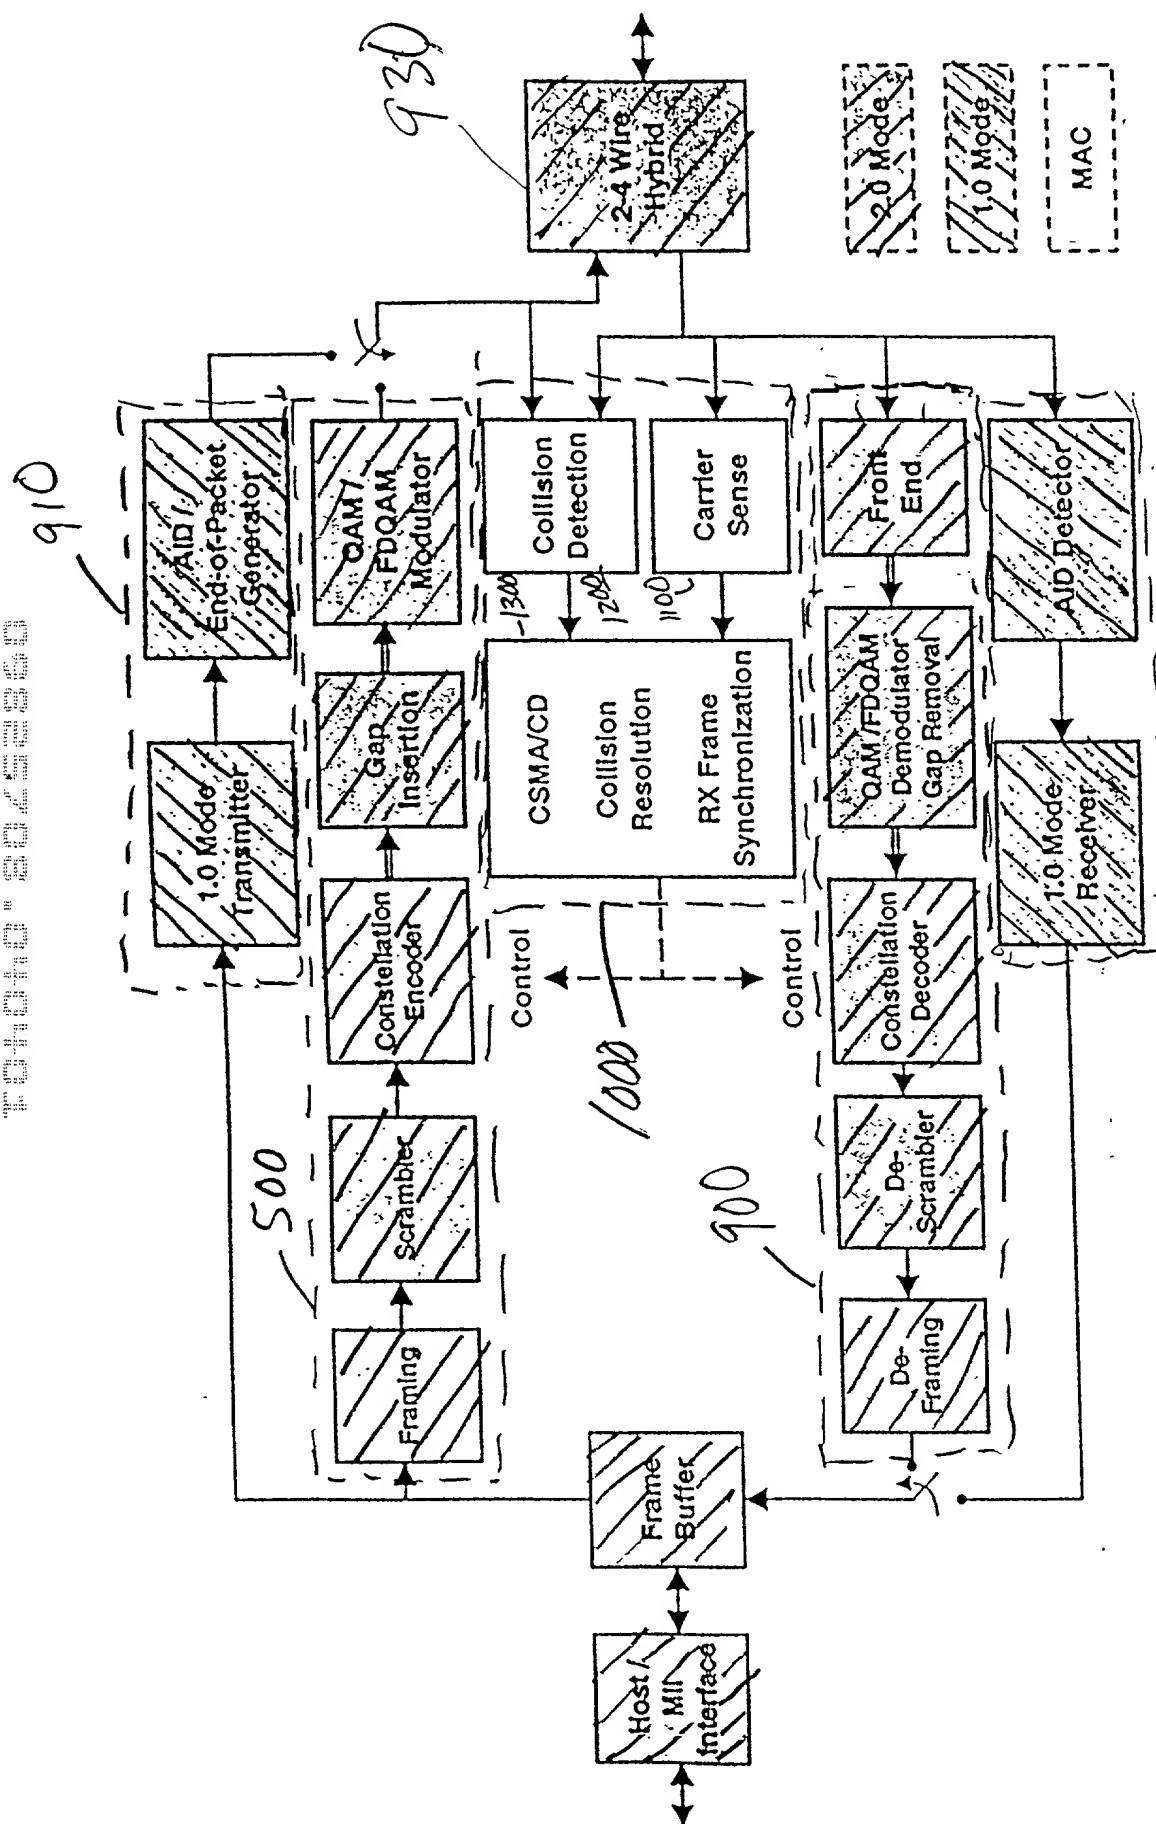 910
AID /
End-of-Packet
Generator
1.0 Mode
Transmitter
500
QAM /
FDQAM
Modulator
Gap
Insertion
Constellation
Encoder
Scrambler
Framing
930
2-4 Wire
Hybrid
Collision
Detection
Carrier
Sense
1300
1200
1100
CSMA/CD
Collision
Resolution
RX Frame
Synchronization
Control
Control
1000
Frame
Buffer
Host /
MII
Interface
900
Front
End
QAM /FDQAM
Demodulator
Gap Removal
Constellation
Decoder
De-
Scrambler
De-
Framing
AID Detector
1.0 Mode
Receiver
2.0 Mode
1.0 Mode
MAC